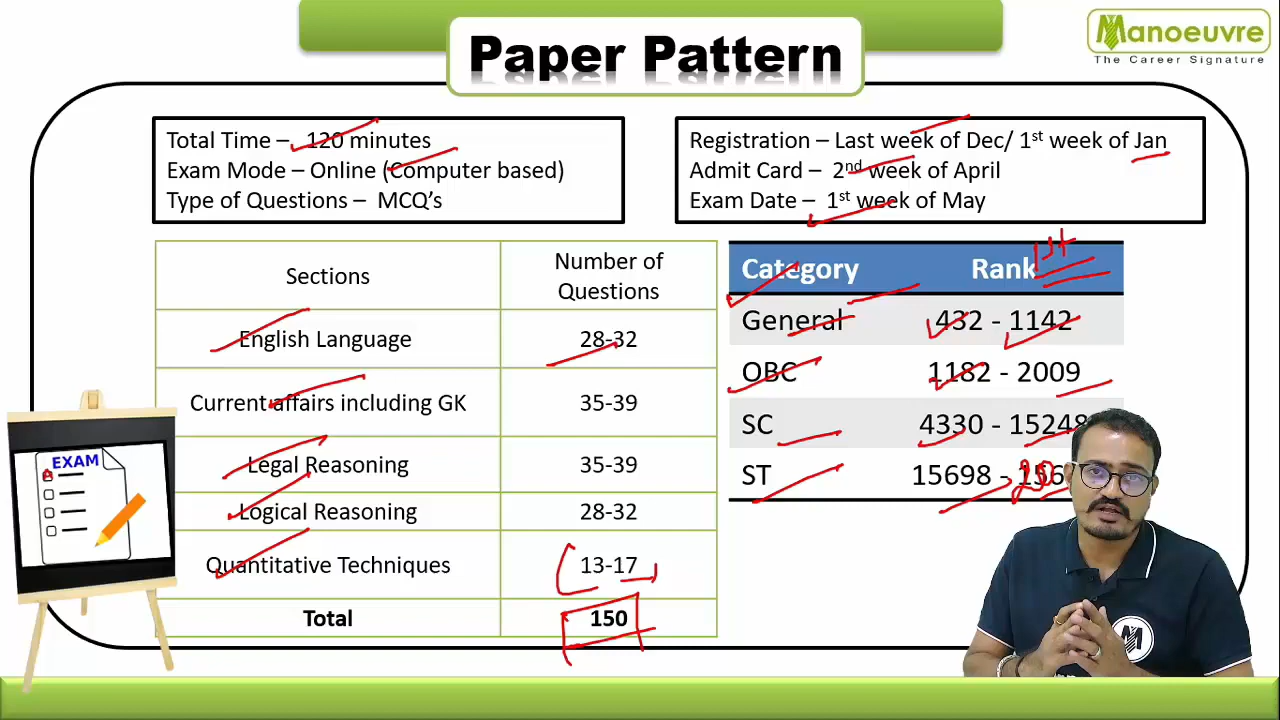 Paper Pattern
Manoeuvre
The Career Signature
Total Time – 120 minutes
Exam Mode – Online (Computer based)
Type of Questions – MCQ's
Registration – Last week of Dec/ 1st week of Jan
Admit Card – 2nd week of April
Exam Date – 1st week of May
Sections Number of Questions
English Language 28-32
Current affairs including GK 35-39
Legal Reasoning 35-39
Logical Reasoning 28-32
Quantitative Techniques 13-17
Total 150
Category Rank 1st
General 432 - 1142
OBC 1182 - 2009
SC 4330 - 15248
ST 15698 -
EXAM
A
M